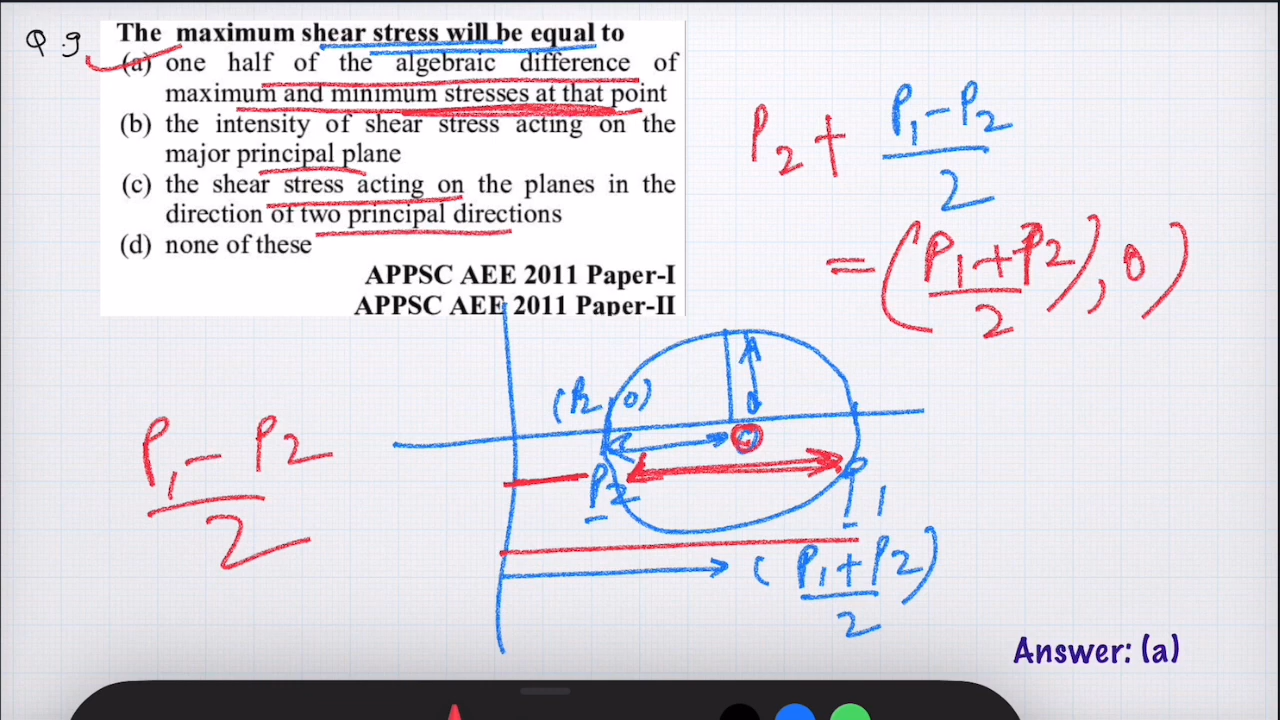 Q.9
The maximum shear stress will be equal to
(a) one half of the algebraic difference of
maximum and minimum stresses at that point
(b) the intensity of shear stress acting on the
major principal plane
(c) the shear stress acting on the planes in the
direction of two principal directions
(d) none of these
APPSC AEE 2011 Paper-I
APPSC AEE 2011 Paper-II
P2 + P1-P2
2
= (P1+P2), 0)
2
(P2, 0)
P1 - P2
2
P2
P1
(P1+P2)
2
Answer: (a)